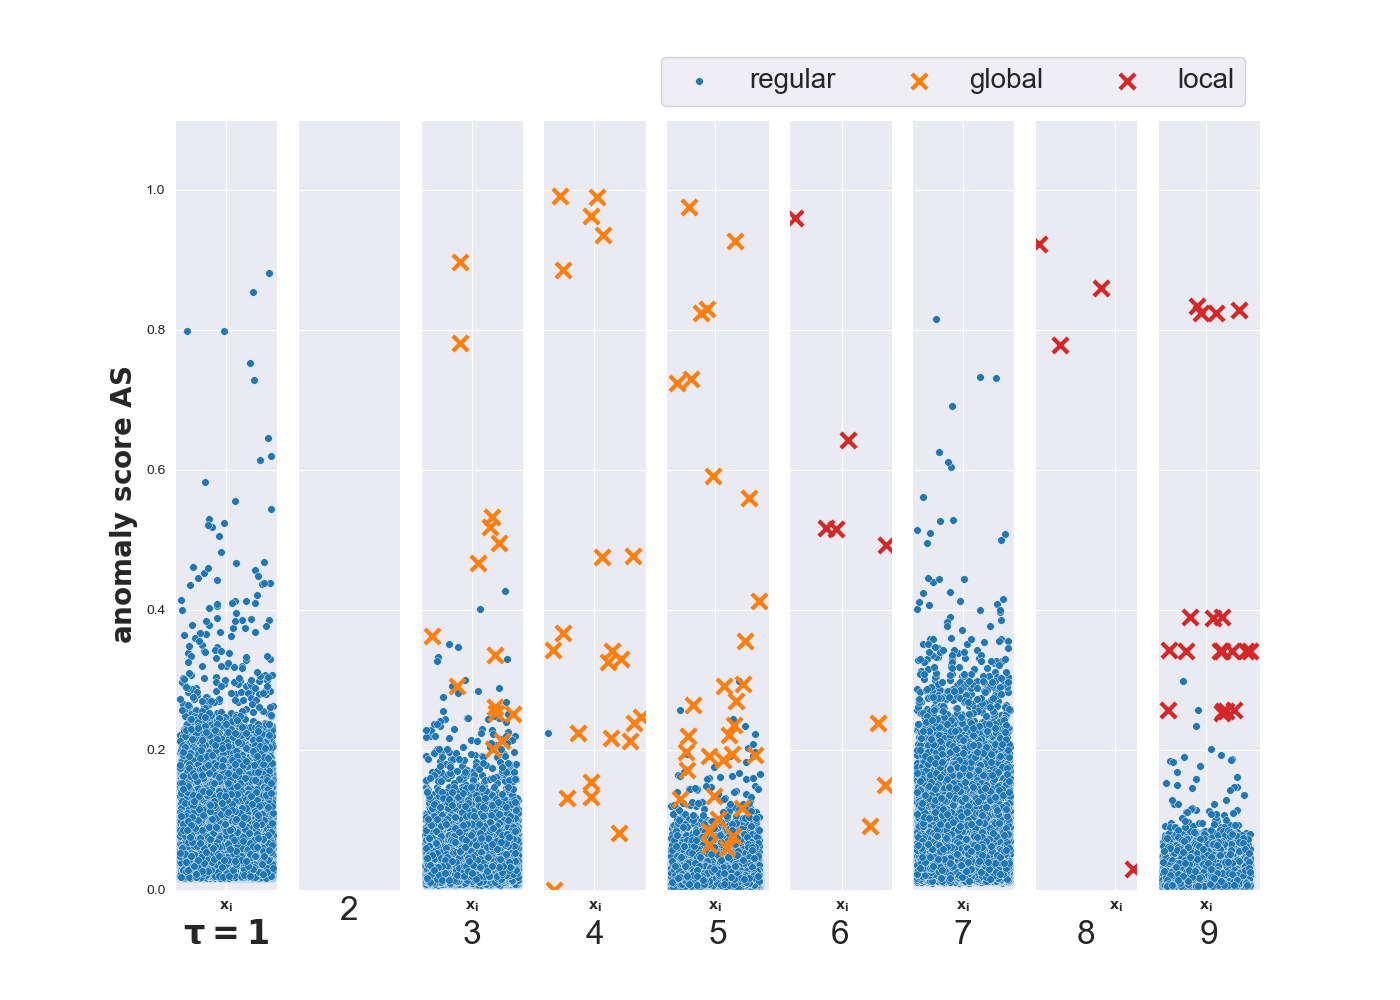 regular global local
1.0
0.8
0.6
0.4
0.2
0.0
anomaly score AS
xᵢ xᵢ xᵢ xᵢ xᵢ xᵢ xᵢ xᵢ
τ = 1 2 3 4 5 6 7 8 9